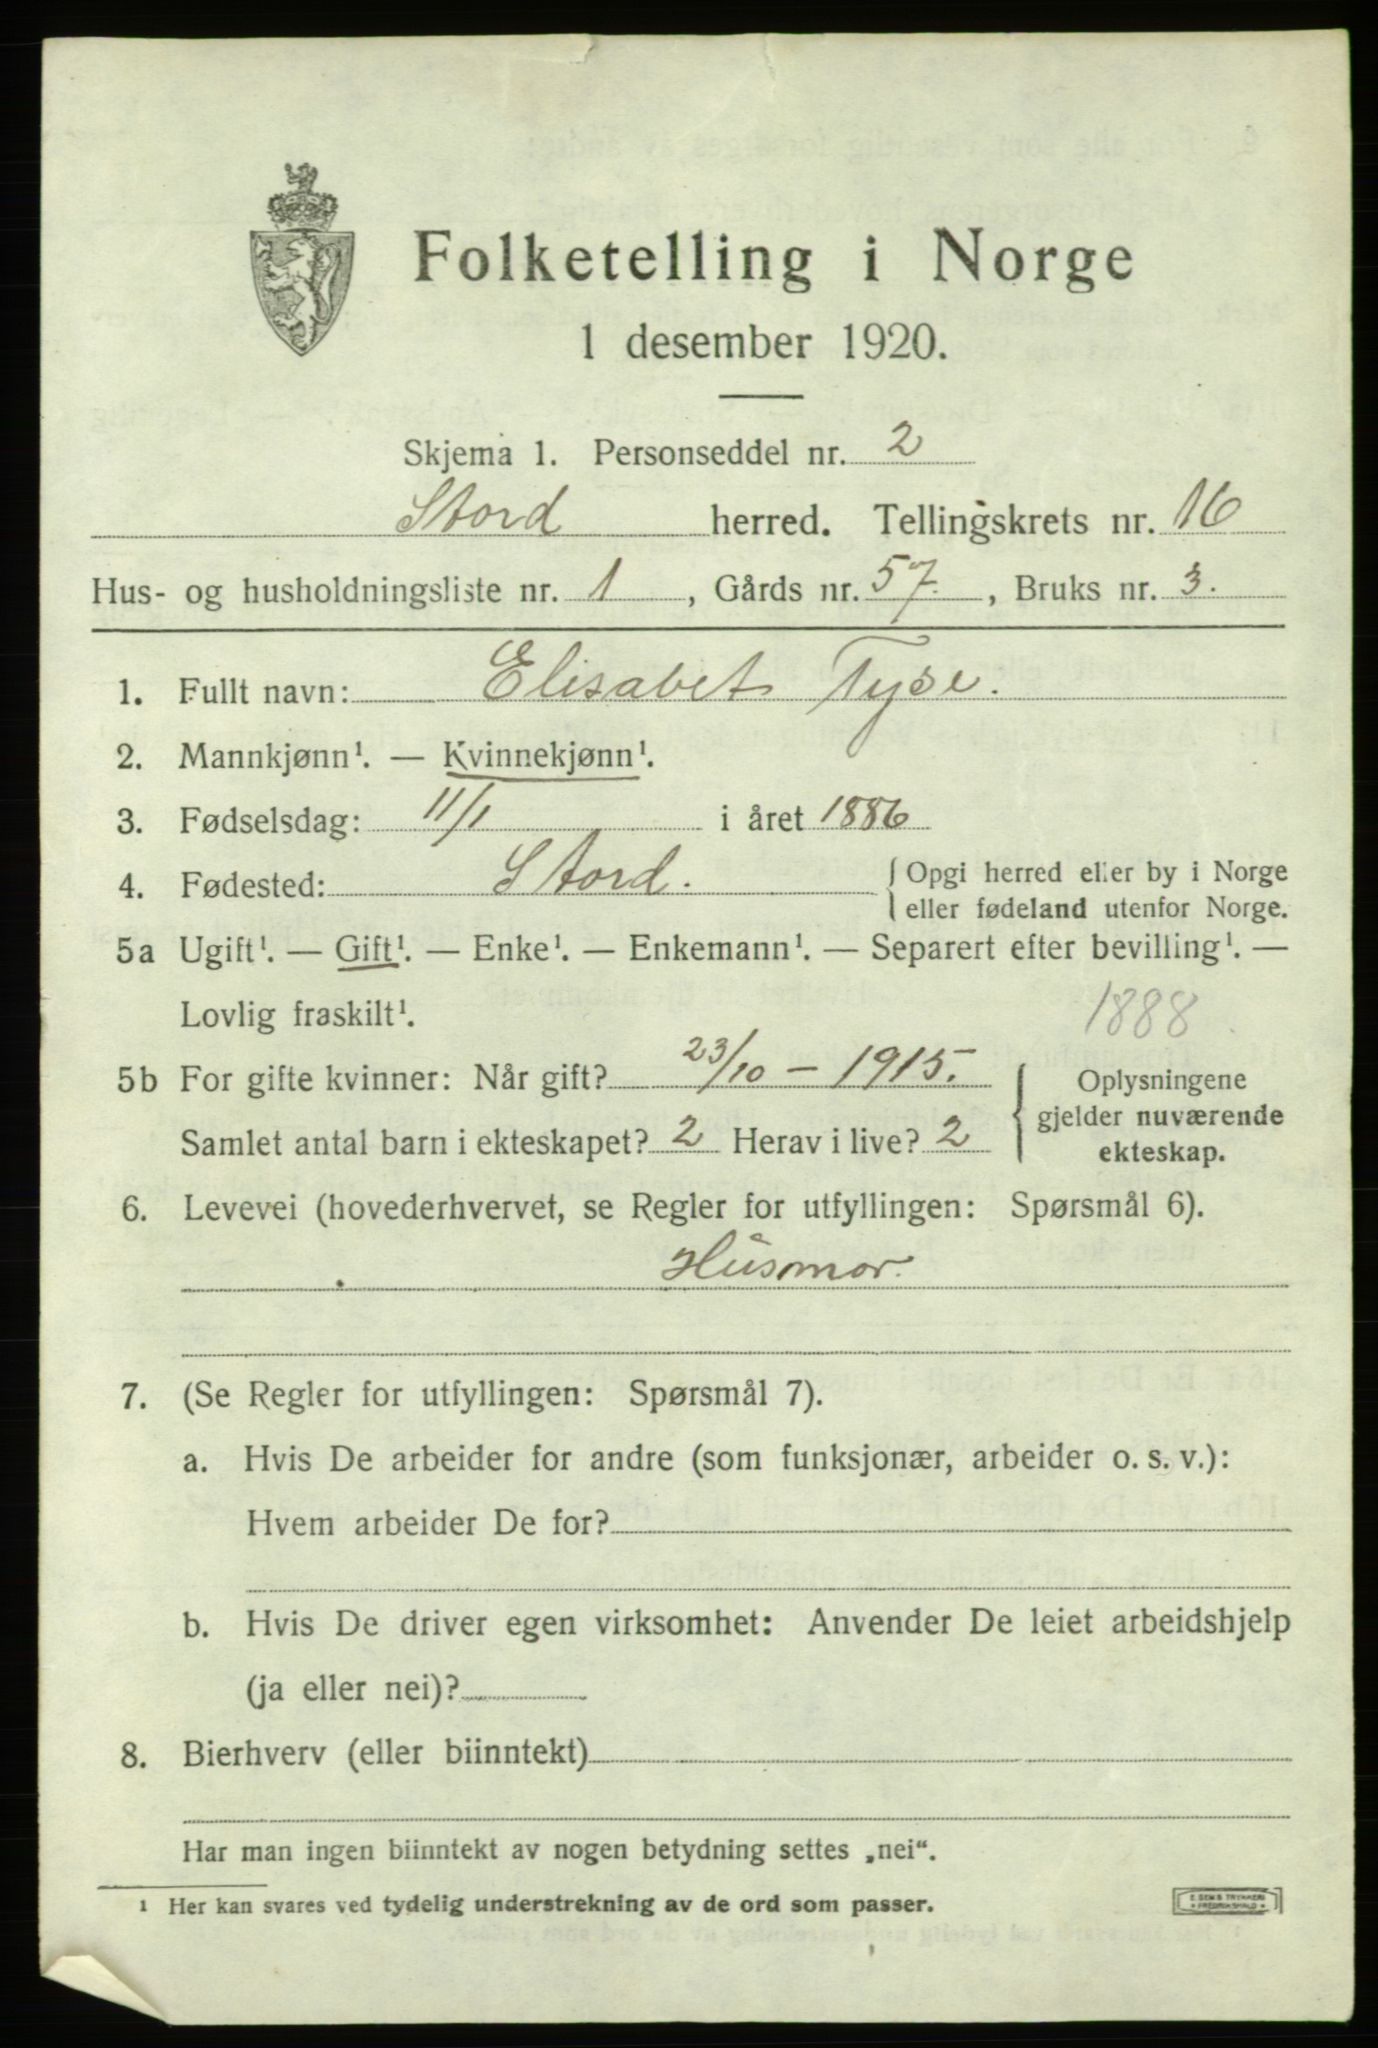 Folketelling i Norge
1 desember 1920.
Skjema 1. Personseddel nr. 2
Stord herred. Tellingskrets nr. 16
Hus- og husholdningsliste nr. 1, Gårds nr. 57., Bruks nr. 3.
1. Fullt navn: Elisabet Tyse.
2. Mannkjønn¹. — Kvinnekjønn¹.
3. Fødselsdag: 11/1 i året 1886
4. Fødested: Stord. { Opgi herred eller by i Norge
eller fødeland utenfor Norge.
5a Ugift¹. — Gift¹. — Enke¹. — Enkemann¹. — Separert efter bevilling¹. —
Lovlig fraskilt¹. 1888
5b For gifte kvinner: Når gift? 23/10 – 1915. { Oplysningene
gjelder nuværende
Samlet antal barn i ekteskapet? 2 Herav i live? 2 ekteskap.
6. Levevei (hovederhvervet, se Regler for utfyllingen: Spørsmål 6).
Husmor.
7. (Se Regler for utfyllingen: Spørsmål 7).
a. Hvis De arbeider for andre (som funksjonær, arbeider o. s. v.):
Hvem arbeider De for?
b. Hvis De driver egen virksomhet: Anvender De leiet arbeidshjelp
(ja eller nei)?
8. Bierhverv (eller biinntekt)
Har man ingen biinntekt av nogen betydning settes „nei“.
¹ Her kan svares ved tydelig understrekning av de ord som passer.